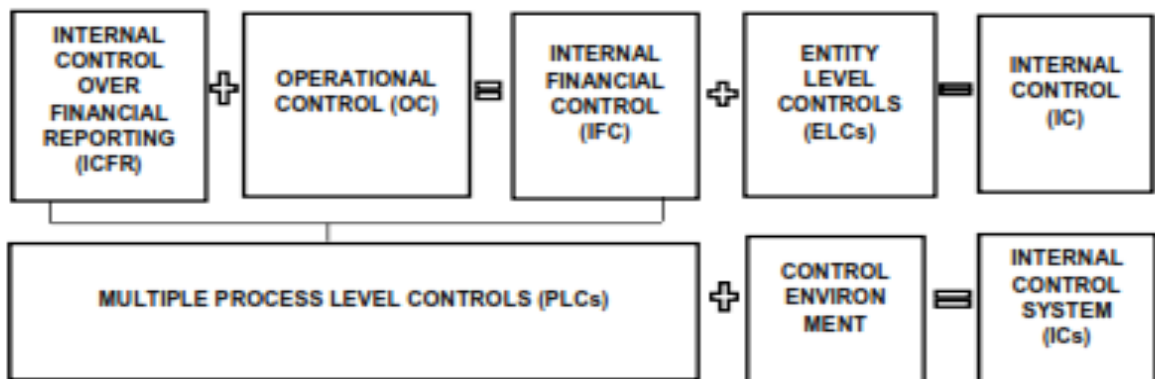 INTERNAL
CONTROL
OVER
FINANCIAL
REPORTING
(ICFR)
OPERATIONAL
CONTROL (OC)
INTERNAL
FINANCIAL
CONTROL
(IFC)
ENTITY
LEVEL
CONTROLS
(ELCs)
INTERNAL
CONTROL
(IC)
MULTIPLE PROCESS LEVEL CONTROLS (PLCs)
CONTROL
ENVIRON
MENT
INTERNAL
CONTROL
SYSTEM
(ICs)